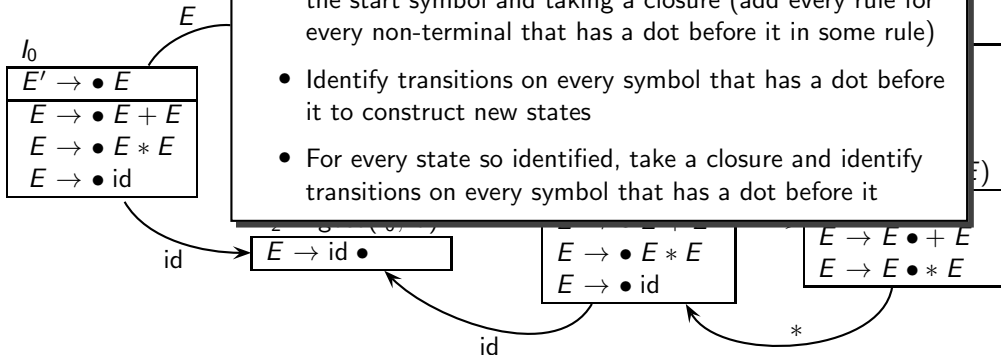 E
I0
E′ → • E
E → • E + E
E → • E ∗ E
E → • id
the start symbol and taking a closure (add every rule for
every non-terminal that has a dot before it in some rule)
• Identify transitions on every symbol that has a dot before
it to construct new states
• For every state so identified, take a closure and identify
transitions on every symbol that has a dot before it
id
E → id •
E → • E ∗ E
E → • id
E → E • + E
E → E • ∗ E
id
∗